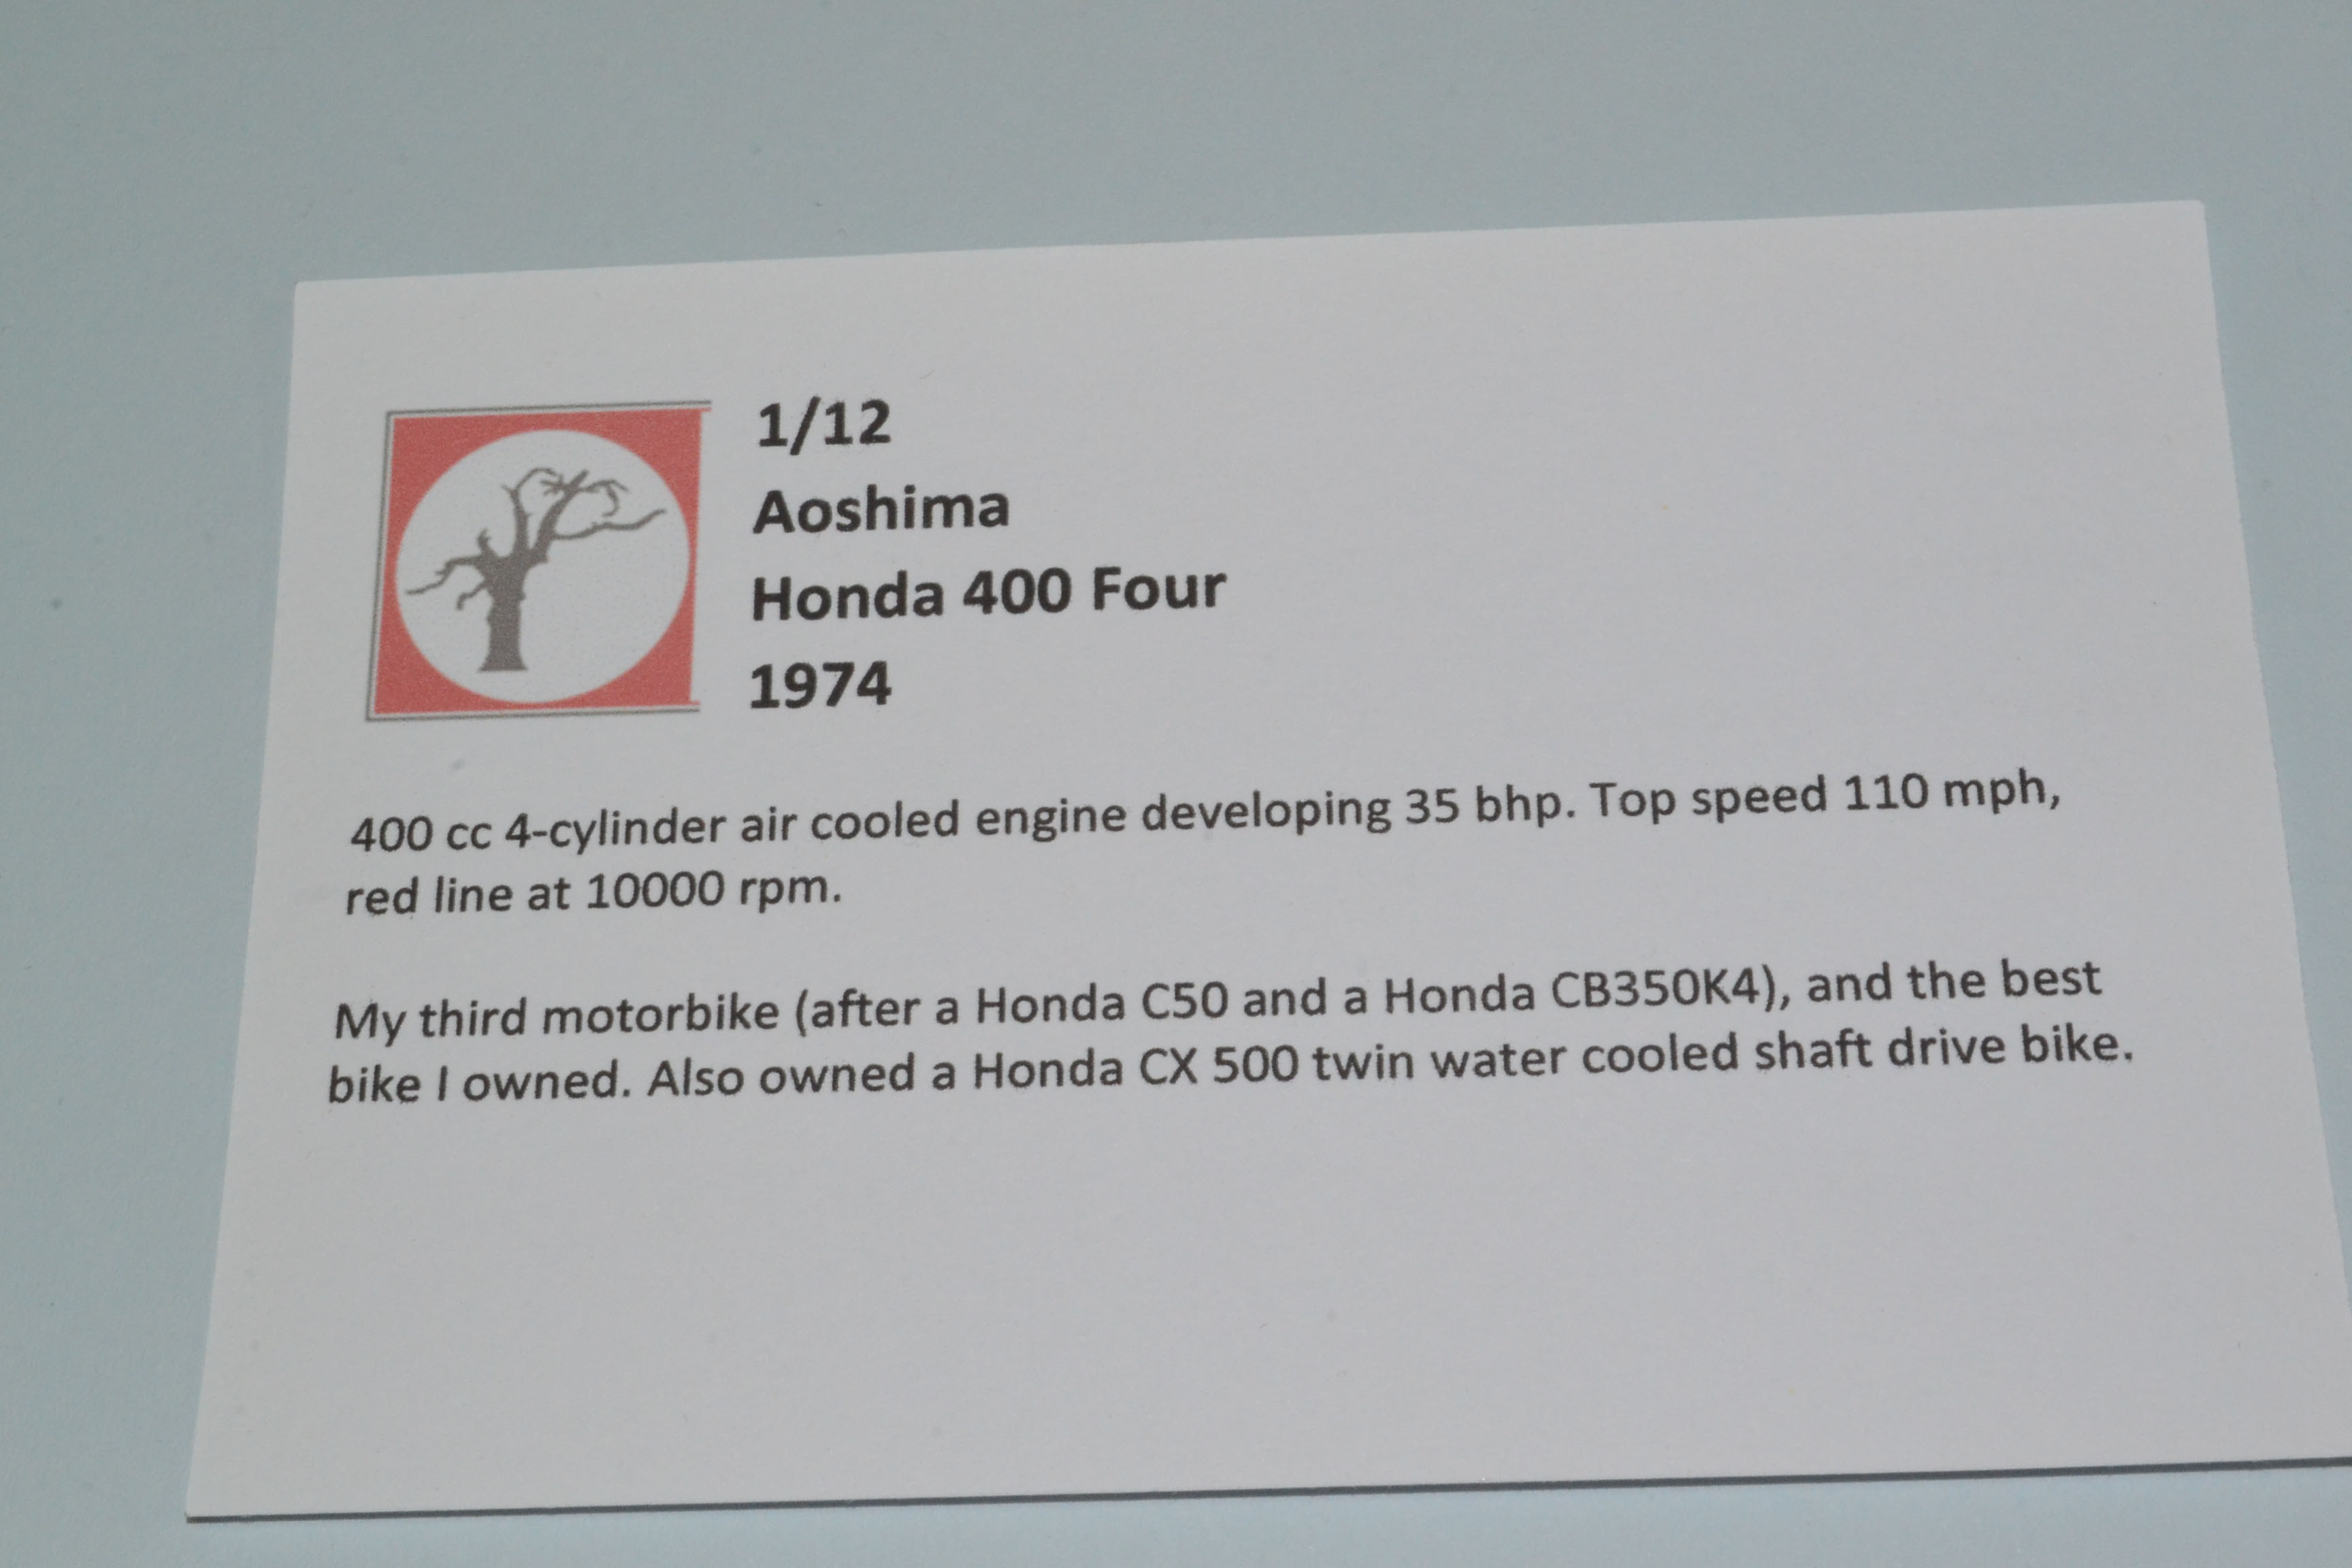 1/12
Aoshima
Honda 400 Four
1974
400 cc 4-cylinder air cooled engine developing 35 bhp. Top speed 110 mph,
red line at 10000 rpm.
My third motorbike (after a Honda C50 and a Honda CB350K4), and the best
bike I owned. Also owned a Honda CX 500 twin water cooled shaft drive bike.